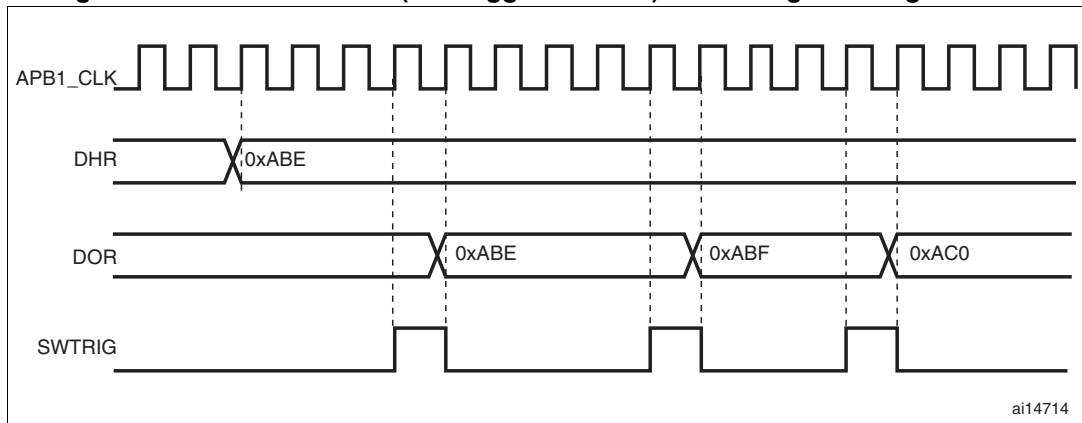 APB1_CLK
DHR
0xABE
DOR
0xABE
0xABF
0xAC0
SWTRIG
ai14714